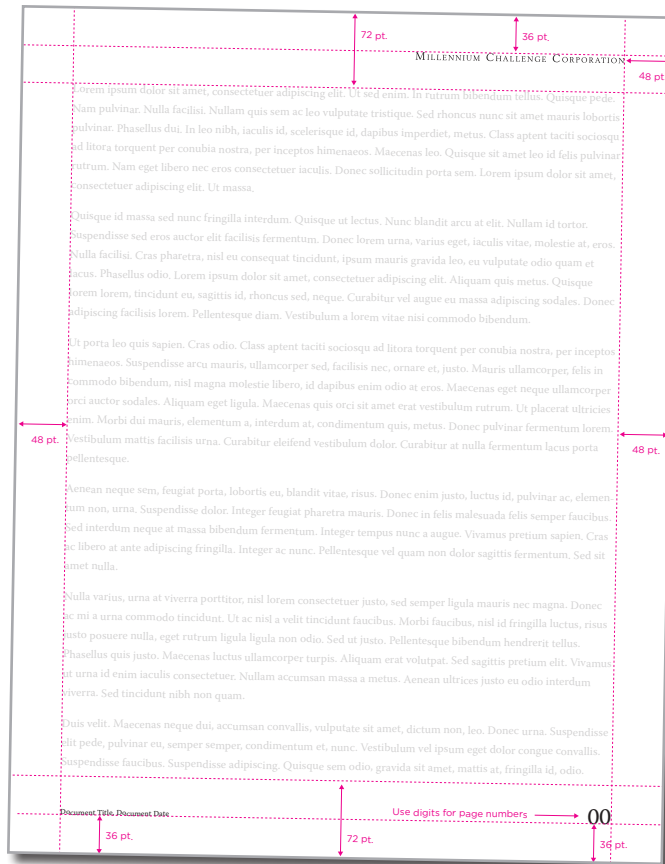 72 pt.
36 pt.
Millennium Challenge Corporation
48 pt.
Lorem ipsum dolor sit amet, consectetuer adipiscing elit. Ut sed enim. In rutrum bibendum tellus. Quisque pede.
Nam pulvinar. Nulla facilisi. Nullam quis sem ac leo vulputate tristique. Sed rhoncus nunc sit amet mauris lobortis
pulvinar. Phasellus dui. In leo nibh, iaculis id, scelerisque id, dapibus imperdiet, metus. Class aptent taciti sociosqu
ad litora torquent per conubia nostra, per inceptos himenaeos. Maecenas leo. Quisque sit amet leo id felis pulvinar
rutrum. Nam eget libero nec eros consectetuer iaculis. Donec sollicitudin porta sem. Lorem ipsum dolor sit amet,
consectetuer adipiscing elit. Ut massa.
Quisque id massa sed nunc fringilla interdum. Quisque ut lectus. Nunc blandit arcu at elit. Nullam id tortor.
Suspendisse sed eros auctor elit facilisis fermentum. Donec lorem urna, varius eget, iaculis vitae, molestie at, eros.
Nulla facilisi. Cras pharetra, nisl eu consequat tincidunt, ipsum mauris gravida leo, eu vulputate odio quam et
lacus. Phasellus odio. Lorem ipsum dolor sit amet, consectetuer adipiscing elit. Aliquam quis metus. Quisque
lorem lorem, tincidunt eu, sagittis id, rhoncus sed, neque. Curabitur vel augue eu massa adipiscing sodales. Donec
adipiscing facilisis lorem. Pellentesque diam. Vestibulum a lorem vitae nisi commodo bibendum.
Ut porta leo quis sapien. Cras odio. Class aptent taciti sociosqu ad litora torquent per conubia nostra, per inceptos
himenaeos. Suspendisse arcu mauris, ullamcorper sed, facilisis nec, ornare et, justo. Mauris ullamcorper, felis in
commodo bibendum, nisl magna molestie libero, id dapibus enim odio at eros. Maecenas eget neque ullamcorper
orci auctor sodales. Aliquam eget ligula. Maecenas quis orci sit amet erat vestibulum rutrum. Ut placerat ultricies
enim. Morbi dui mauris, elementum a, interdum at, condimentum quis, metus. Donec pulvinar fermentum lorem.
Vestibulum mattis facilisis urna. Curabitur eleifend vestibulum dolor. Curabitur at nulla fermentum lacus porta
pellentesque.
48 pt.
48 pt.
Aenean neque sem, feugiat porta, lobortis eu, blandit vitae, risus. Donec enim justo, luctus id, pulvinar ac, elemen-
tum non, urna. Suspendisse dolor. Integer feugiat pharetra mauris. Donec in felis malesuada felis semper faucibus.
Sed interdum neque at massa bibendum fermentum. Integer tempus nunc a augue. Vivamus pretium sapien. Cras
ac libero at ante adipiscing fringilla. Integer ac nunc. Pellentesque vel quam non dolor sagittis fermentum. Sed sit
amet nulla.
Nulla varius, urna at viverra porttitor, nisl lorem consectetuer justo, sed semper ligula mauris nec magna. Donec
ac mi a urna commodo tincidunt. Ut ac nisl a velit tincidunt faucibus. Morbi faucibus, nisl id fringilla luctus, risus
justo posuere nulla, eget rutrum ligula ligula non odio. Sed ut justo. Pellentesque bibendum hendrerit tellus.
Phasellus quis justo. Maecenas luctus ullamcorper turpis. Aliquam erat volutpat. Sed sagittis pretium elit. Vivamus
ut urna id enim iaculis consectetuer. Nullam accumsan massa a metus. Aenean ultrices justo eu odio interdum
viverra. Sed tincidunt nibh non quam.
Duis velit. Maecenas neque dui, accumsan convallis, vulputate sit amet, dictum non, leo. Donec urna. Suspendisse
elit pede, pulvinar eu, semper semper, condimentum et, nunc. Vestibulum vel ipsum eget dolor congue convallis.
Suspendisse faucibus. Suspendisse adipiscing. Quisque sem odio, gravida sit amet, mattis at, fringilla id, odio.
Document Title, Document Date
Use digits for page numbers
00
36 pt.
72 pt.
36 pt.